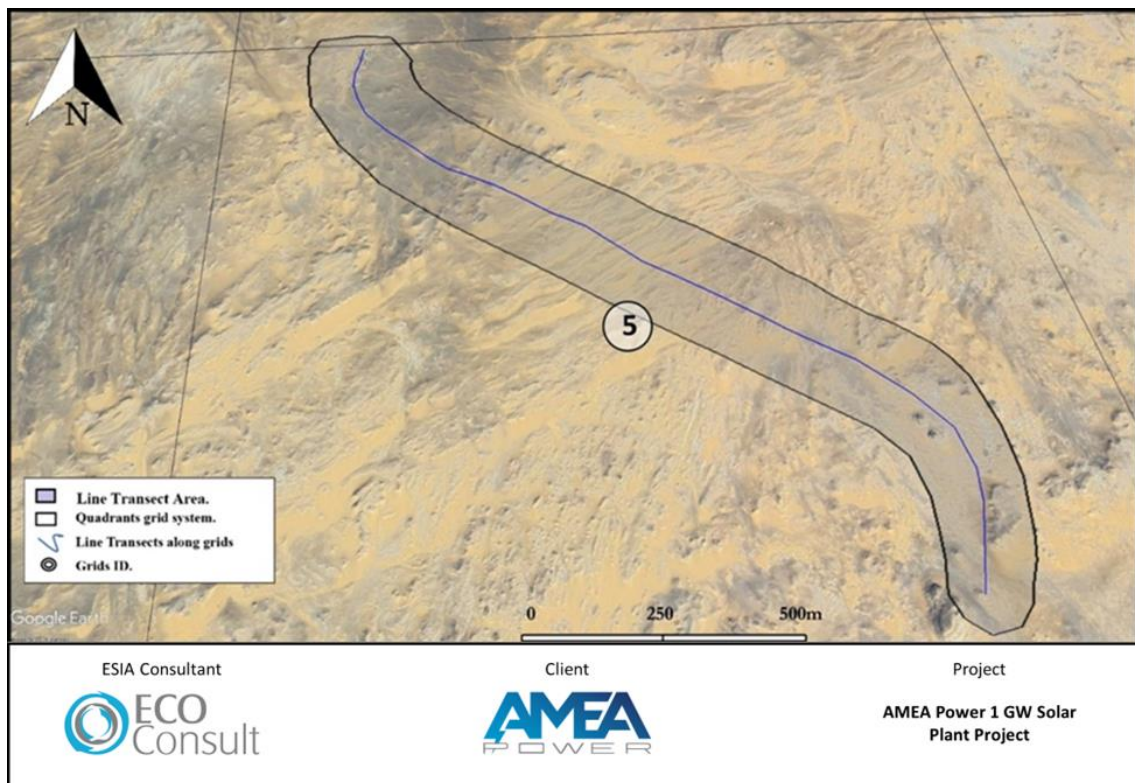 N
5
Line Transect Area.
Quadrants grid system.
Line Transects along grids
Grids ID.
Google Earth
0 250 500m
ESIA Consultant
ECO
Consult
Client
AMEA
POWER
Project
AMEA Power 1 GW Solar
Plant Project